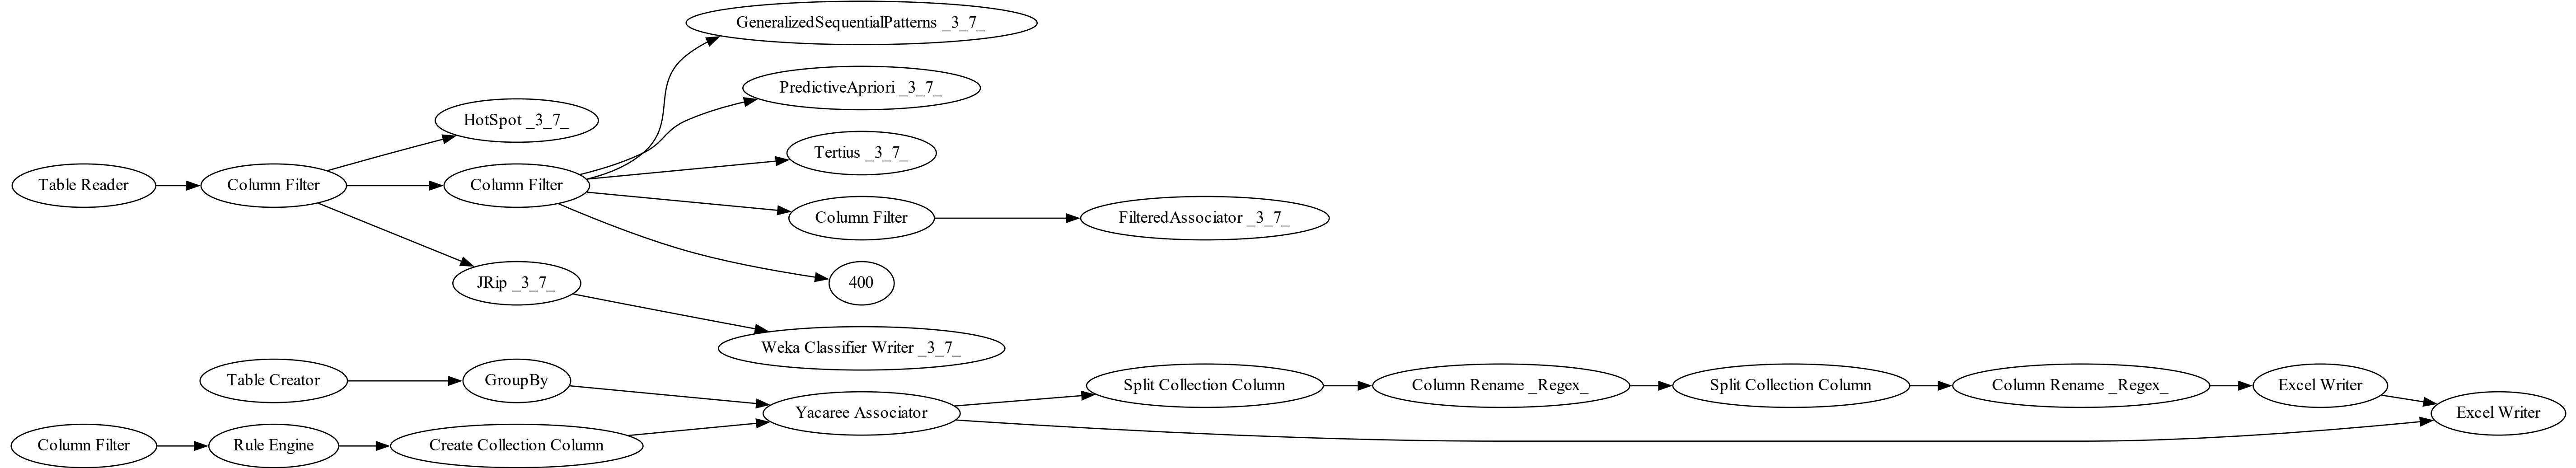 GeneralizedSequentialPatterns _3_7_
PredictiveApriori _3_7_
HotSpot _3_7_
Tertius _3_7_
Table Reader
Column Filter
Column Filter
Column Filter
FilteredAssociator _3_7_
JRip _3_7_
400
Weka Classifier Writer _3_7_
Table Creator
GroupBy
Split Collection Column
Column Rename _Regex_
Split Collection Column
Column Rename _Regex_
Excel Writer
Yacaree Associator
Excel Writer
Column Filter
Rule Engine
Create Collection Column